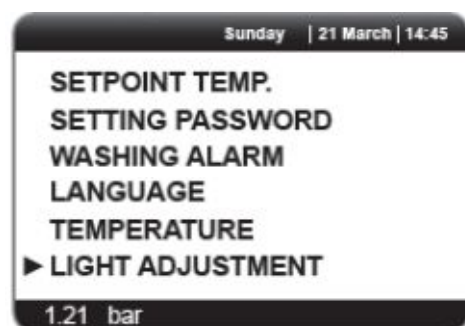 Sunday | 21 March | 14:45
SETPOINT TEMP.
SETTING PASSWORD
WASHING ALARM
LANGUAGE
TEMPERATURE
►LIGHT ADJUSTMENT
1.21 bar